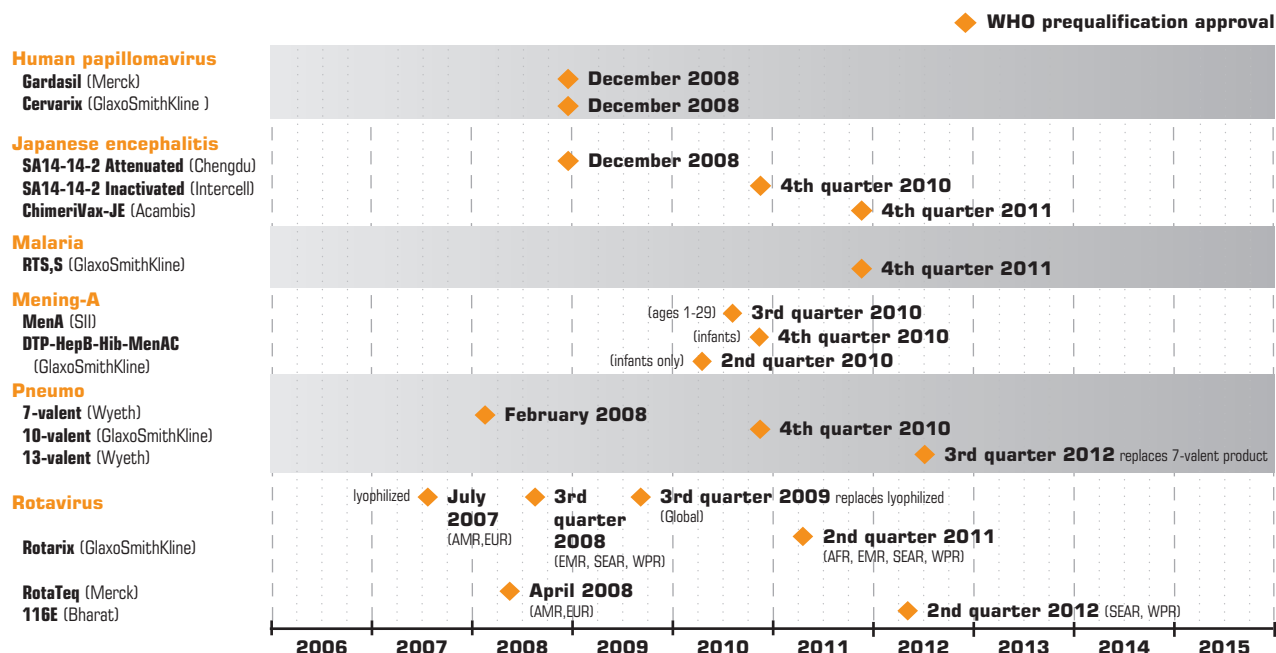 WHO prequalification approval
Human papillomavirus
Gardasil (Merck)
December 2008
Cervarix (GlaxoSmithKline )
December 2008
Japanese encephalitis
SA14-14-2 Attenuated (Chengdu)
December 2008
SA14-14-2 Inactivated (Intercell)
4th quarter 2010
ChimeriVax-JE (Acambis)
4th quarter 2011
Malaria
RTS,S (GlaxoSmithKline)
4th quarter 2011
Mening-A
MenA (SII)
(ages 1-29) 3rd quarter 2010
(infants) 4th quarter 2010
DTP-HepB-Hib-MenAC
(GlaxoSmithKline)
(infants only) 2nd quarter 2010
Pneumo
7-valent (Wyeth)
February 2008
10-valent (GlaxoSmithKline)
4th quarter 2010
13-valent (Wyeth)
3rd quarter 2012 replaces 7-valent product
Rotavirus
Rotarix (GlaxoSmithKline)
lyophilized July
2007
(AMR,EUR)
3rd
quarter
2008
(EMR, SEAR, WPR)
3rd quarter 2009 replaces lyophilized
(Global)
2nd quarter 2011
(AFR, EMR, SEAR, WPR)
RotaTeq (Merck)
April 2008
(AMR,EUR)
116E (Bharat)
2nd quarter 2012 (SEAR, WPR)
2006 2007 2008 2009 2010 2011 2012 2013 2014 2015